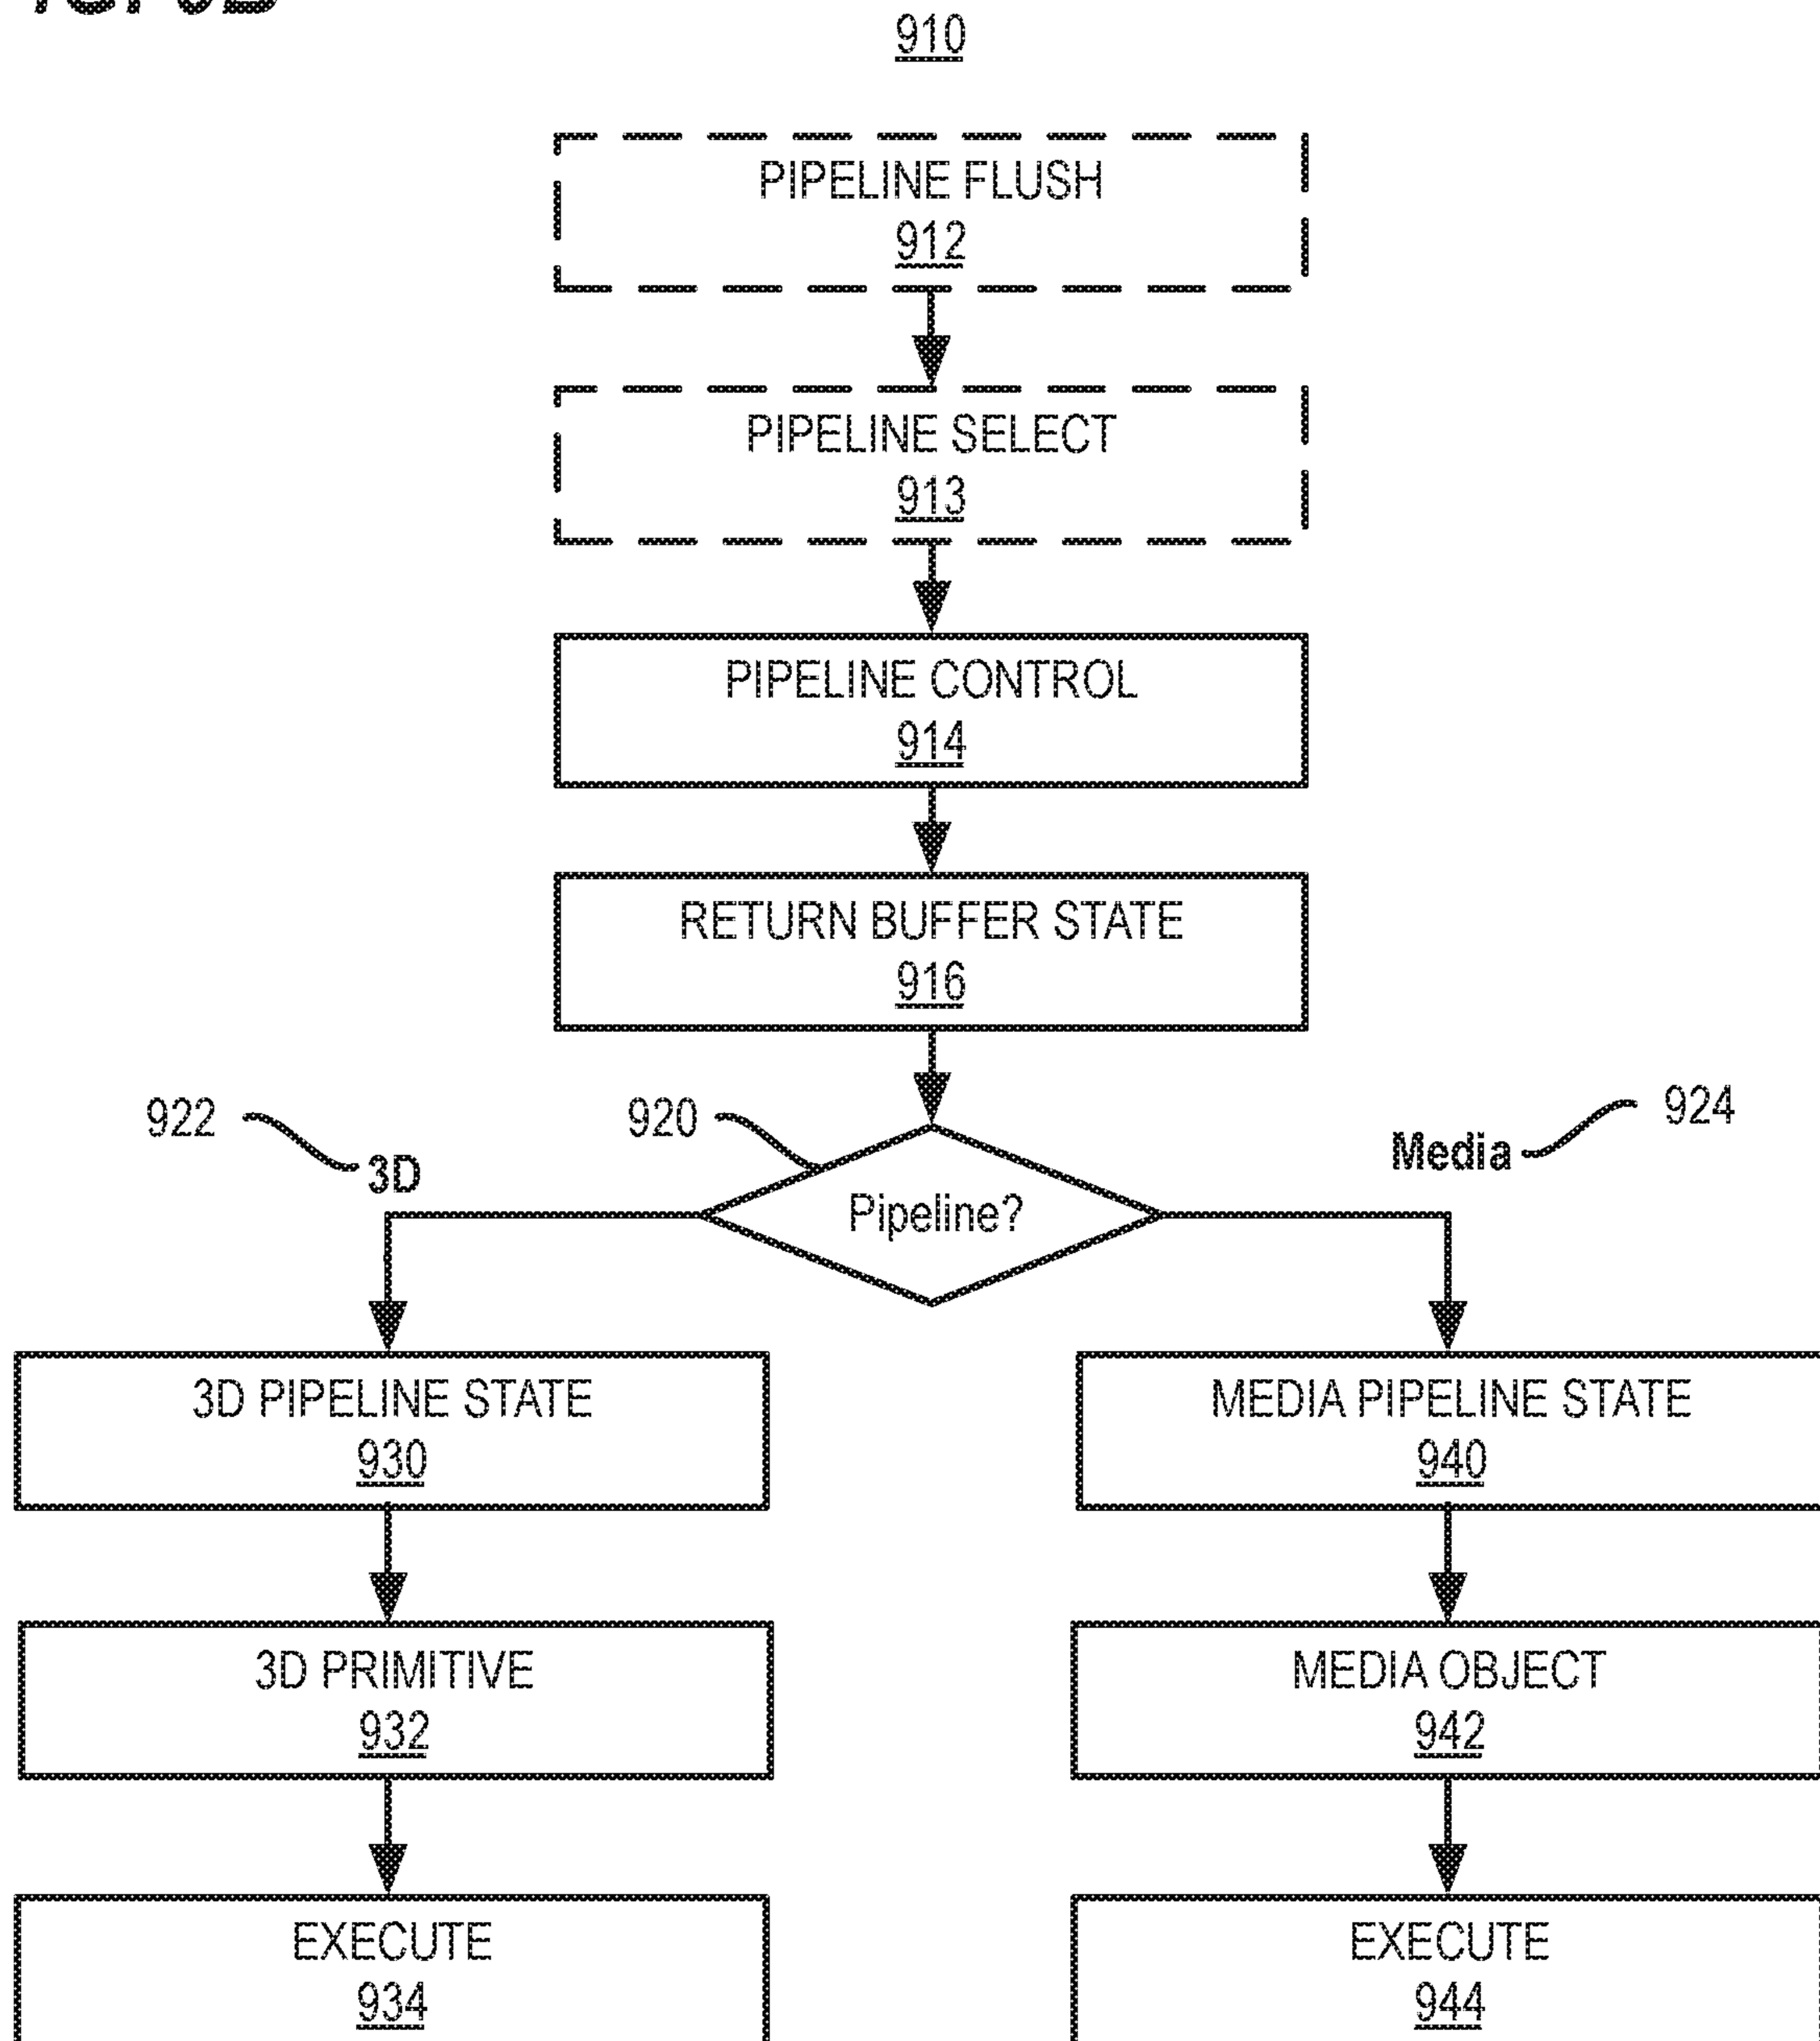 910
PIPELINE FLUSH
912
PIPELINE SELECT
913
PIPELINE CONTROL
914
RETURN BUFFER STATE
916
922
920
924
3D
Media
Pipeline?
3D PIPELINE STATE
930
MEDIA PIPELINE STATE
940
3D PRIMITIVE
932
MEDIA OBJECT
942
EXECUTE
934
EXECUTE
944